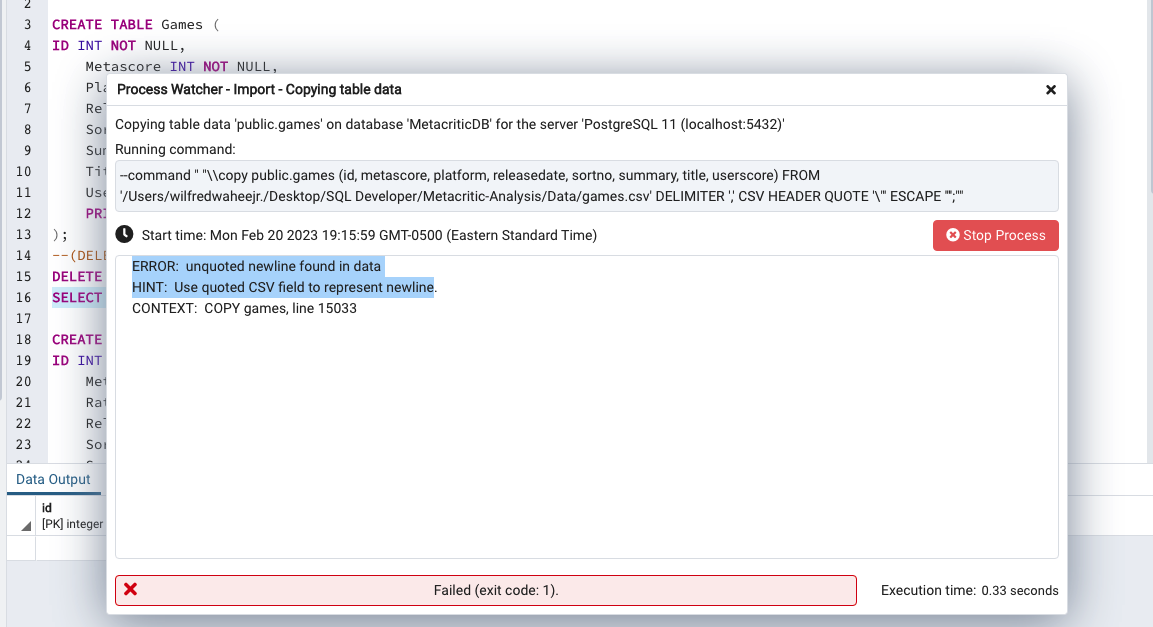 2
3 CREATE TABLE Games (
4 ID INT NOT NULL,
5 Metascore INT NOT NULL,
6 Pla
7 Rel
8 Sor
9 Sum
10 Tit
11 Use
12 PRI
13 );
14 --(DELE
15 DELETE
16 SELECT
17
18 CREATE
19 ID INT
20 Met
21 Rat
22 Rel
23 Sor
24
Process Watcher - Import - Copying table data
Copying table data 'public.games' on database 'MetacriticDB' for the server 'PostgreSQL 11 (localhost:5432)'
Running command:
--command " "\\copy public.games (id, metascore, platform, releasedate, sortno, summary, title, userscore) FROM
'/Users/wilfredwaheejr./Desktop/SQL Developer/Metacritic-Analysis/Data/games.csv' DELIMITER ',' CSV HEADER QUOTE '\"' ESCAPE '''';""
Start time: Mon Feb 20 2023 19:15:59 GMT-0500 (Eastern Standard Time)
Stop Process
ERROR: unquoted newline found in data
HINT: Use quoted CSV field to represent newline.
CONTEXT: COPY games, line 15033
Failed (exit code: 1).
Execution time: 0.33 seconds
Data Output
id
[PK] integer